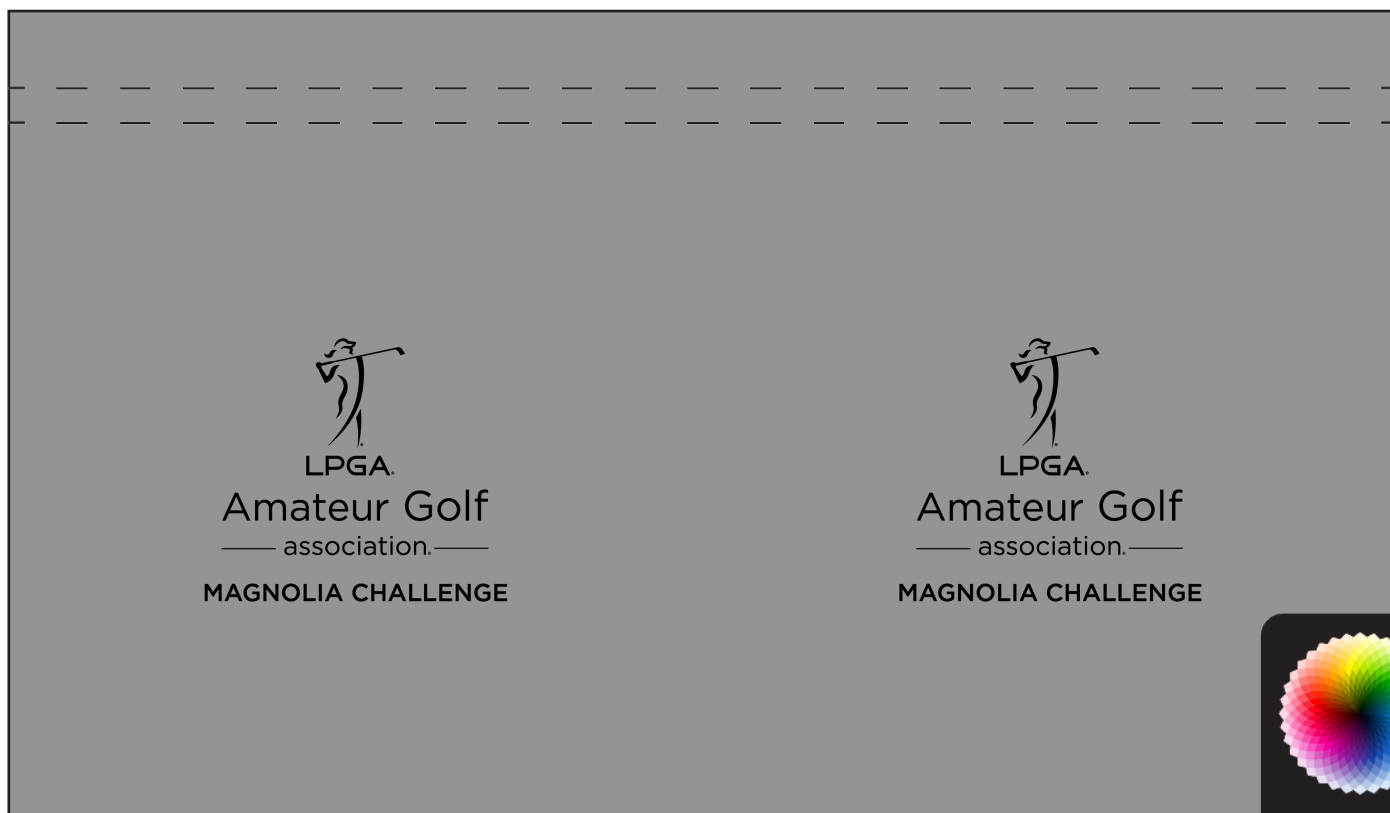 LPGA®
Amateur Golf
association®
MAGNOLIA CHALLENGE
LPGA®
Amateur Golf
association®
MAGNOLIA CHALLENGE